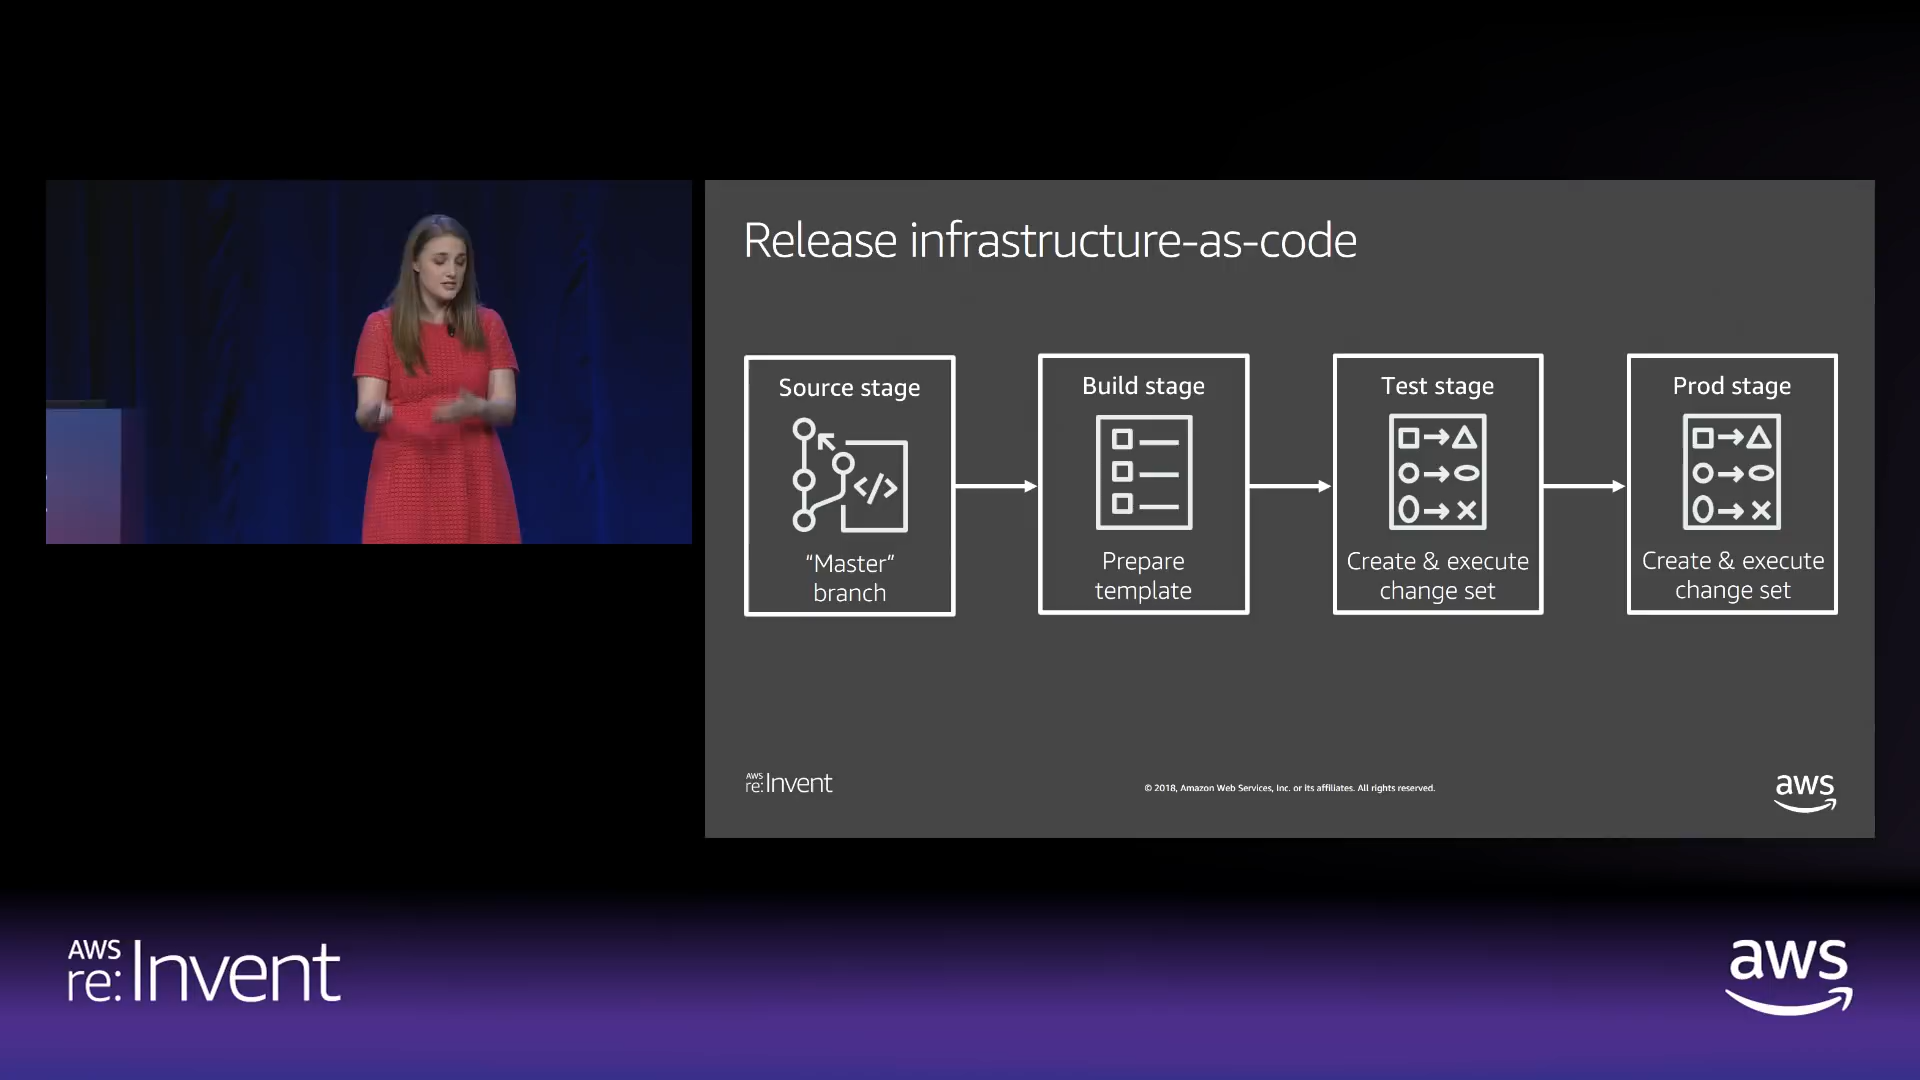 Release infrastructure-as-code
Source stage
</>
“Master”
branch
Build stage
Prepare
template
Test stage
Create & execute
change set
Prod stage
Create & execute
change set
AWS
re:Invent
© 2018, Amazon Web Services, Inc. or its affiliates. All rights reserved.
aws
AWS
re:Invent
aws